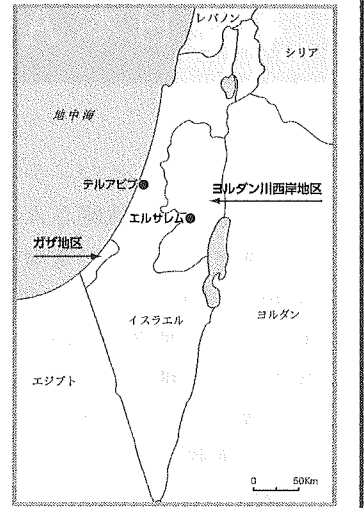 レバノン
シリア
地中海
テルアビブ
ヨルダン川西岸地区
エルサレム
ガザ地区
イスラエル
ヨルダン
エジプト
0 50Km